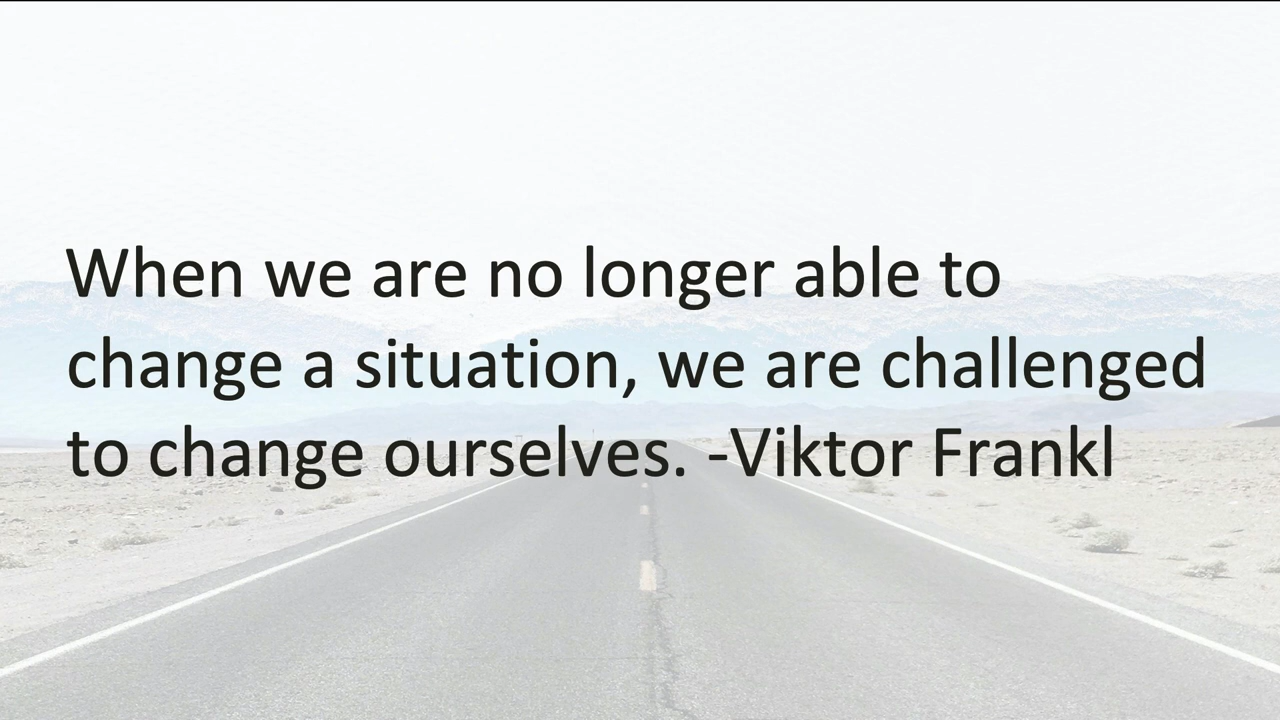 When we are no longer able to
change a situation, we are challenged
to change ourselves. -Viktor Frankl